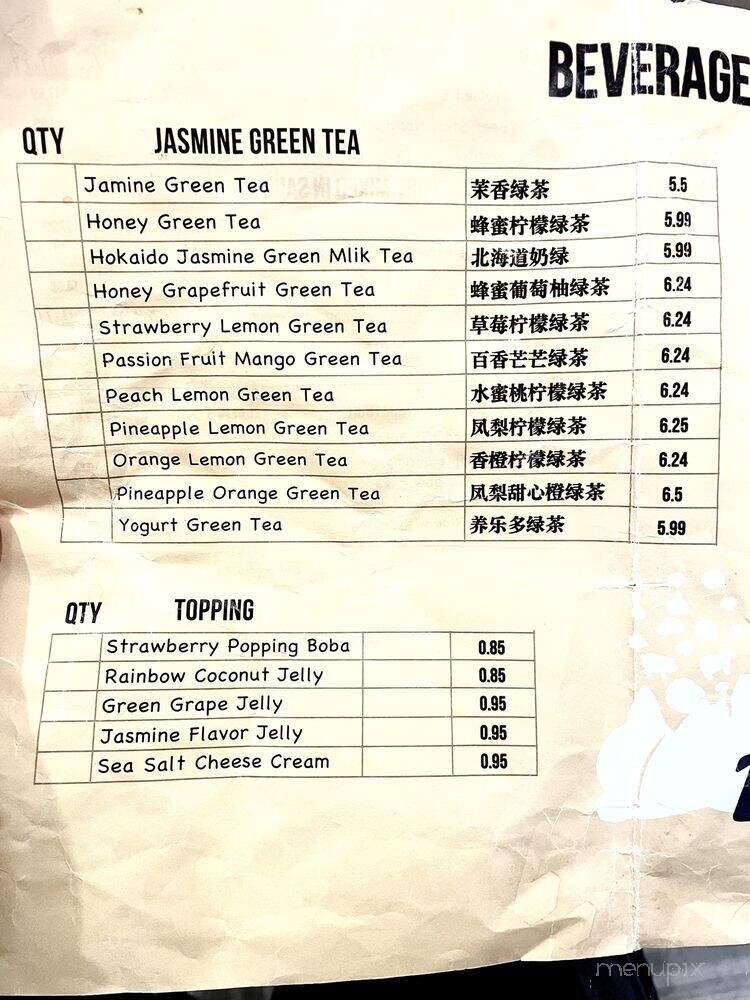 BEVERAGE
QTY JASMINE GREEN TEA
Jamine Green Tea 茉香绿茶 5.5
Honey Green Tea 蜂蜜柠檬绿茶 5.99
Hokaido Jasmine Green Mlik Tea 北海道奶绿 5.99
Honey Grapefruit Green Tea 蜂蜜葡萄柚绿茶 6.24
Strawberry Lemon Green Tea 草莓柠檬绿茶 6.24
Passion Fruit Mango Green Tea 百香芒芒绿茶 6.24
Peach Lemon Green Tea 水蜜桃柠檬绿茶 6.24
Pineapple Lemon Green Tea 凤梨柠檬绿茶 6.25
Orange Lemon Green Tea 香橙柠檬绿茶 6.24
Pineapple Orange Green Tea 凤梨甜心橙绿茶 6.5
Yogurt Green Tea 养乐多绿茶 5.99
QTY TOPPING
Strawberry Popping Boba 0.85
Rainbow Coconut Jelly 0.85
Green Grape Jelly 0.95
Jasmine Flavor Jelly 0.95
Sea Salt Cheese Cream 0.95
menupix